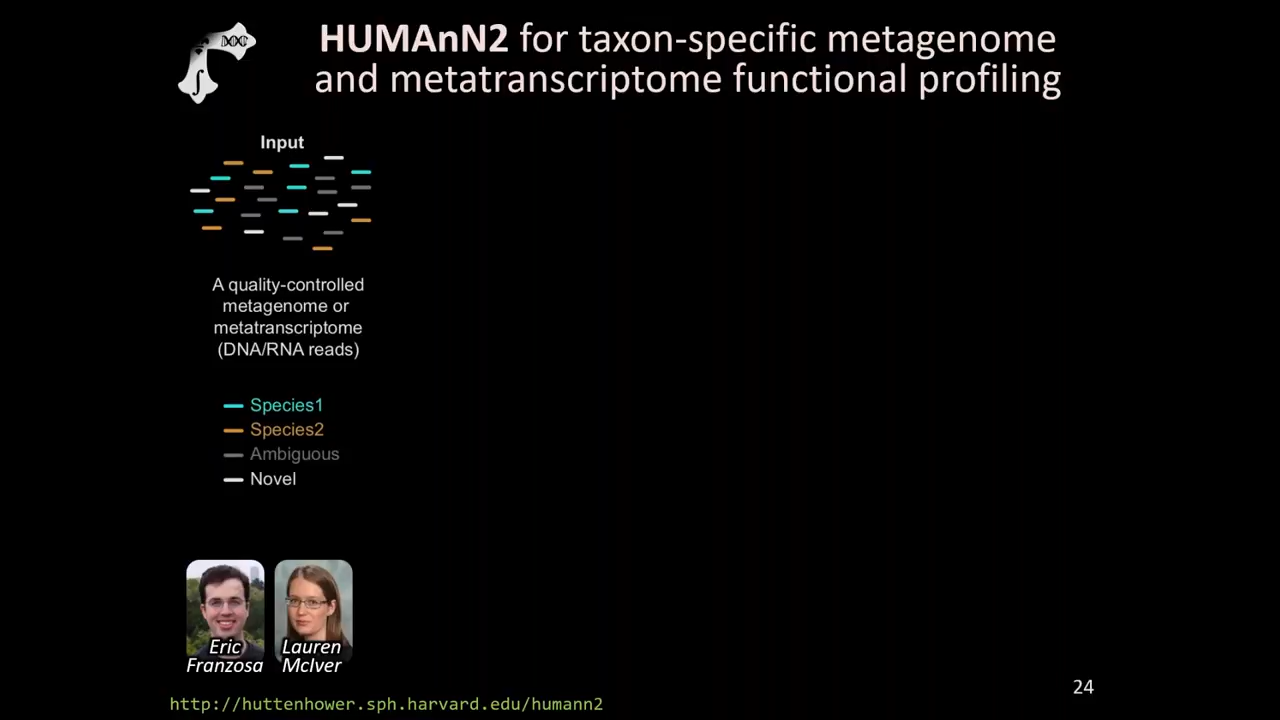 HUMAnN2 for taxon-specific metagenome
and metatranscriptome functional profiling
Input
A quality-controlled
metagenome or
metatranscriptome
(DNA/RNA reads)
Species1
Species2
Ambiguous
Novel
Eric
Franzosa
Lauren
McIver
http://huttenhower.sph.harvard.edu/humann2
24